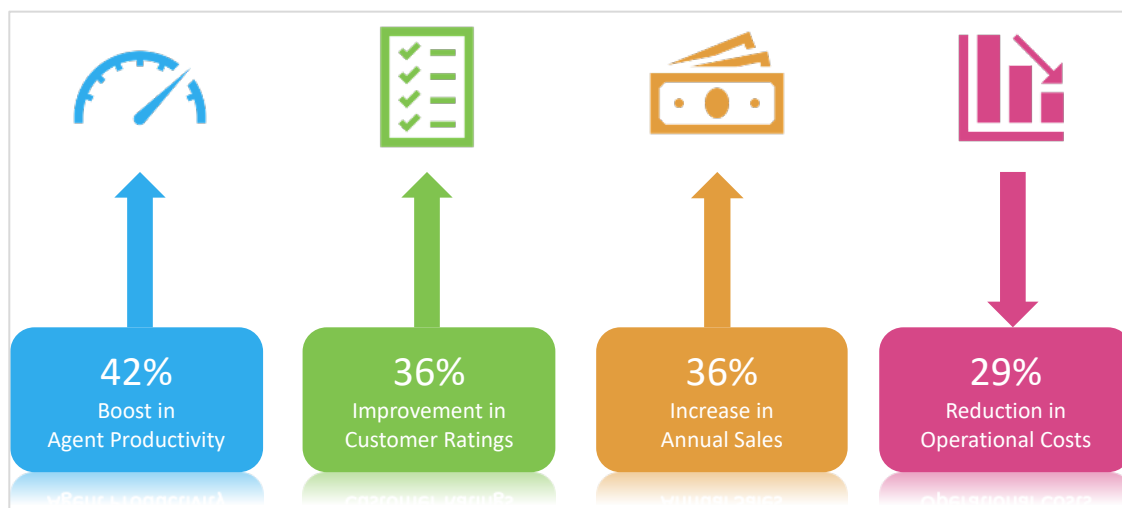 42%
Boost in
Agent Productivity
36%
Improvement in
Customer Ratings
36%
Increase in
Annual Sales
29%
Reduction in
Operational Costs